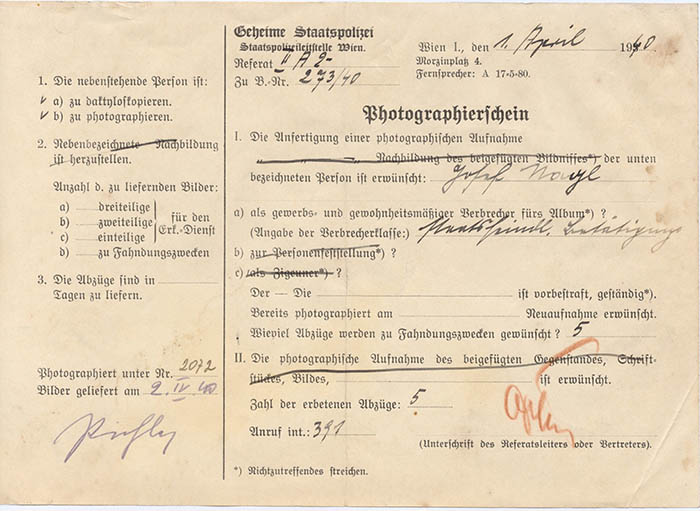 1. Die nebenstehende Person ist:
a) zu daktyloskopieren.
b) zu photographieren.
2. Nebenbezeichnete Nachbildung
ist herzustellen.
Anzahl d. zu liefernden Bilder:
a) dreiteilige
b) zweiteilige
c) einteilige
für den
Erk.-Dienst
d) zu Fahndungszwecken
3. Die Abzüge sind in
Tagen zu liefern.
Photographiert unter Nr. 2072
Bilder geliefert am 2. IV 40
Geheime Staatspolizei
Staatspolizeileitstelle Wien.
Referat II A 2-
Zu B.-Nr. 273/40
Wien I., den 1. April 1940
Morzinplatz 4.
Fernsprecher: A 17-5-80.
Photographierschein
I. Die Anfertigung einer photographischen Aufnahme
" " — " — Nachbildung des beigefügten Bildnisses*) der unten
bezeichneten Person ist erwünscht: Josef Nagl
a) als gewerbs- und gewohnheitsmäßiger Verbrecher fürs Album*) ?
(Angabe der Verbrecherklasse:) staatsfeindl. Betätigung
b) zur Personenfeststellung*) ?
c) als Zigeuner*) ?
Der — Die ist vorbestraft, geständig*).
Bereits photographiert am Neuaufnahme erwünscht.
Wieviel Abzüge werden zu Fahndungszwecken gewünscht? 5
II. Die photographische Aufnahme des beigefügten Gegenstandes, Schrift-
stückes, Bildes, ist erwünscht.
Zahl der erbetenen Abzüge: 5
Anruf int.: 391
(Unterschrift des Referatsleiters oder Vertreters).
*) Nichtzutreffendes streichen.